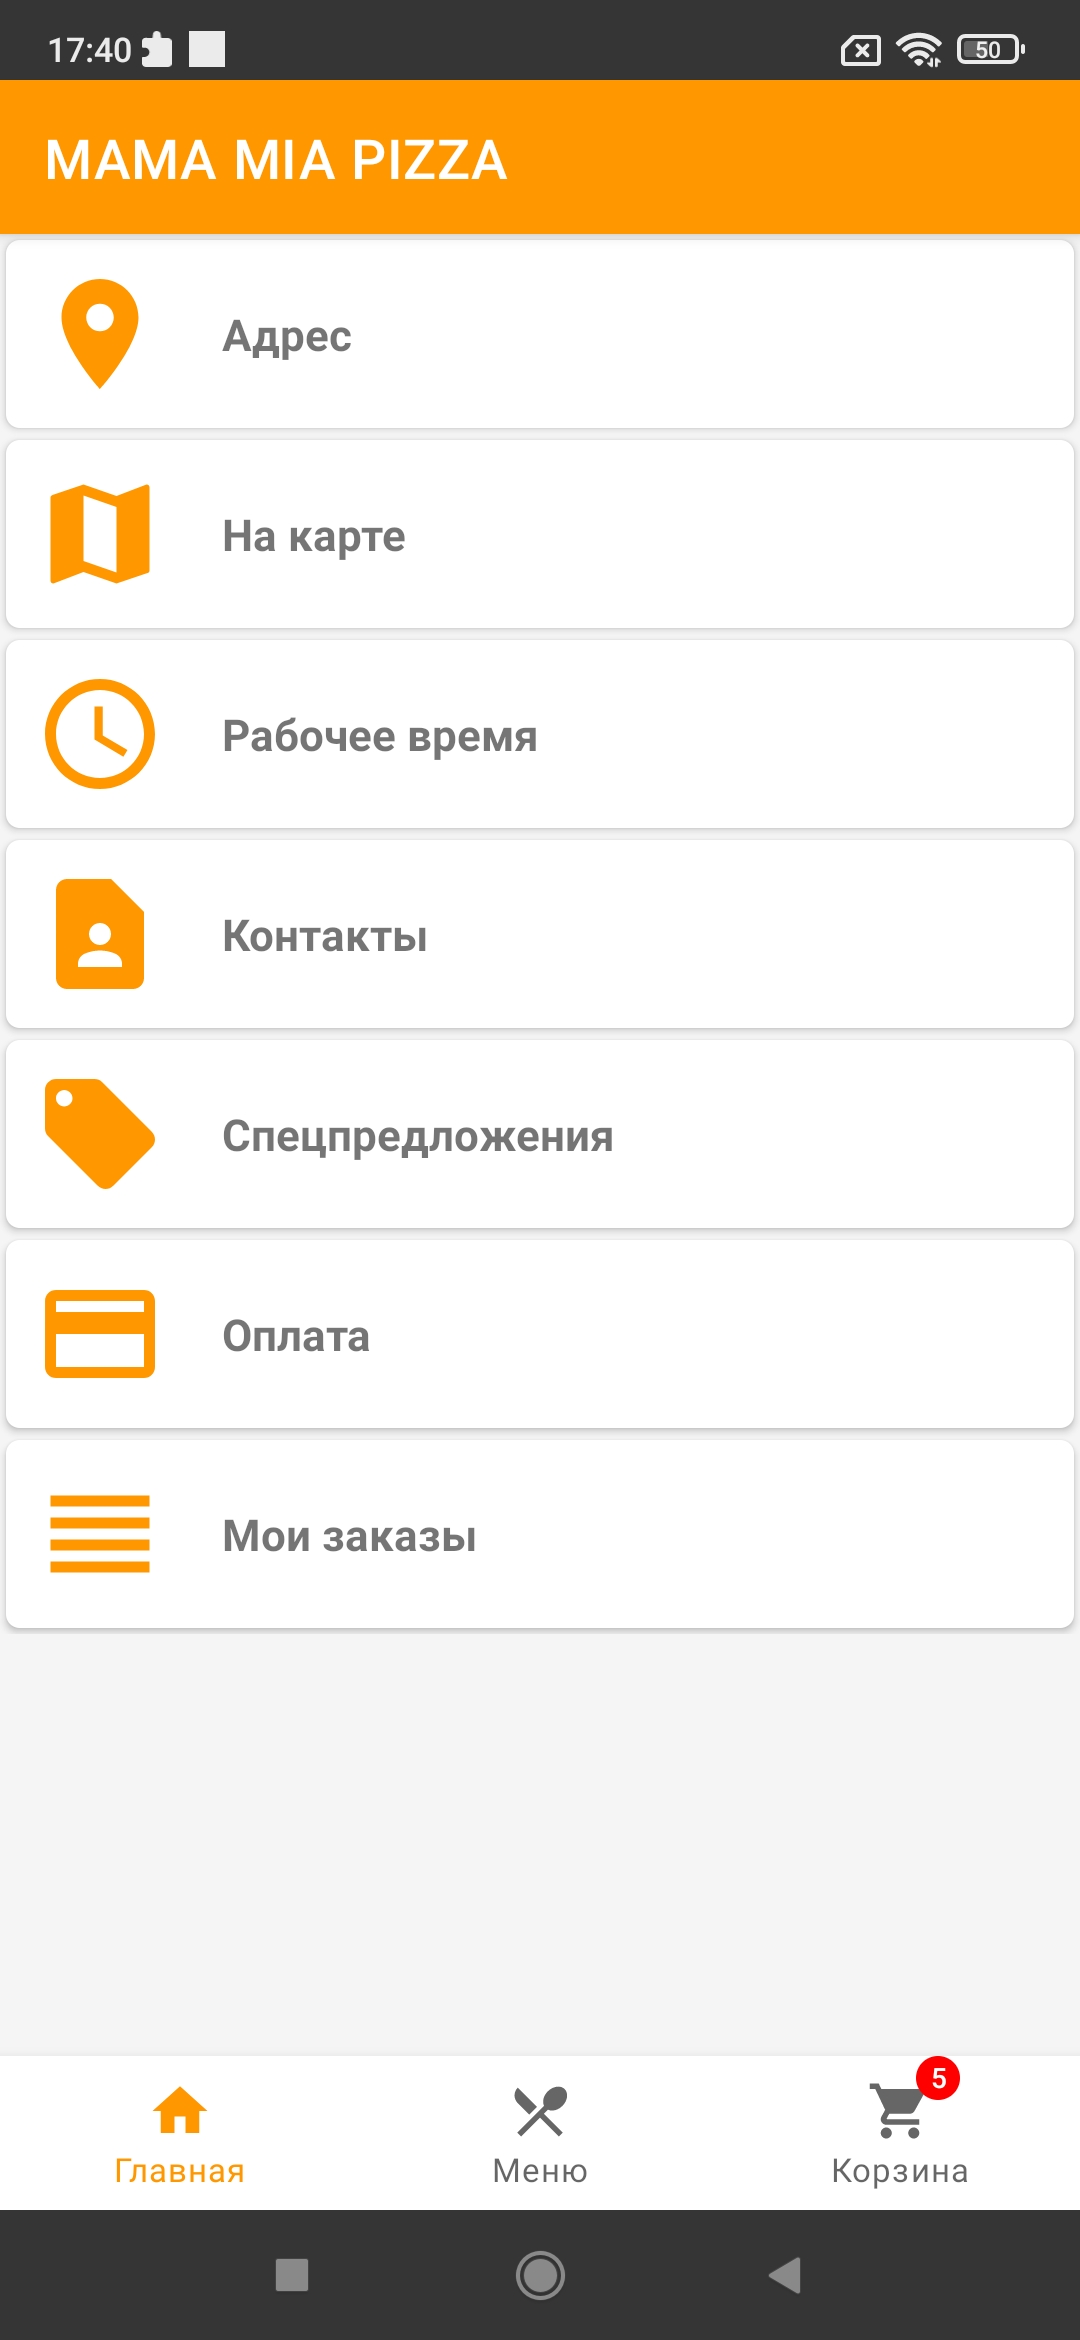 17:40
50
MAMA MIA PIZZA
Адрес
На карте
Рабочее время
Контакты
Спецпредложения
Оплата
Мои заказы
5
Главная
Меню
Корзина